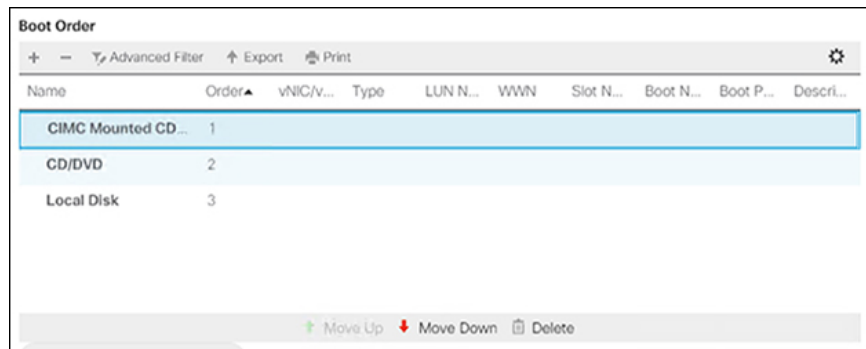 Boot Order
+ − Advanced Filter Export Print
Name Order vNIC/v... Type LUN N... WWN Slot N... Boot N... Boot P... Descri...
CIMC Mounted CD... 1
CD/DVD 2
Local Disk 3
Move Up Move Down Delete